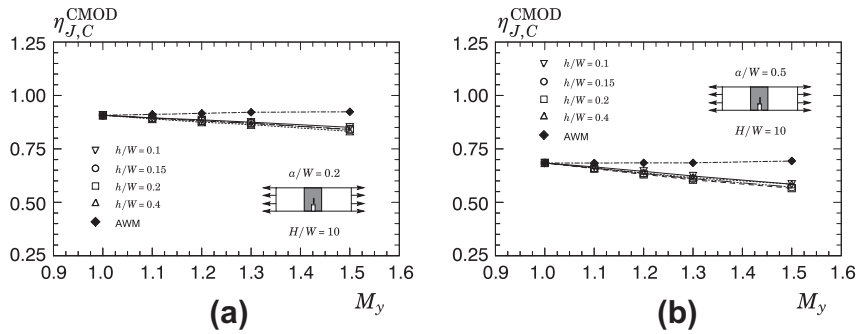 η_{J,C}^{CMOD}
1.25
1.00
0.75
0.50
0.25
h/W = 0.1
h/W = 0.15
h/W = 0.2
h/W = 0.4
AWM
a/W = 0.2
H/W = 10
0.9 1.0 1.1 1.2 1.3 1.4 1.5 1.6
M_y
(a)
η_{J,C}^{CMOD}
1.25
1.00
0.75
0.50
0.25
h/W = 0.1
h/W = 0.15
h/W = 0.2
h/W = 0.4
AWM
a/W = 0.5
H/W = 10
0.9 1.0 1.1 1.2 1.3 1.4 1.5 1.6
M_y
(b)